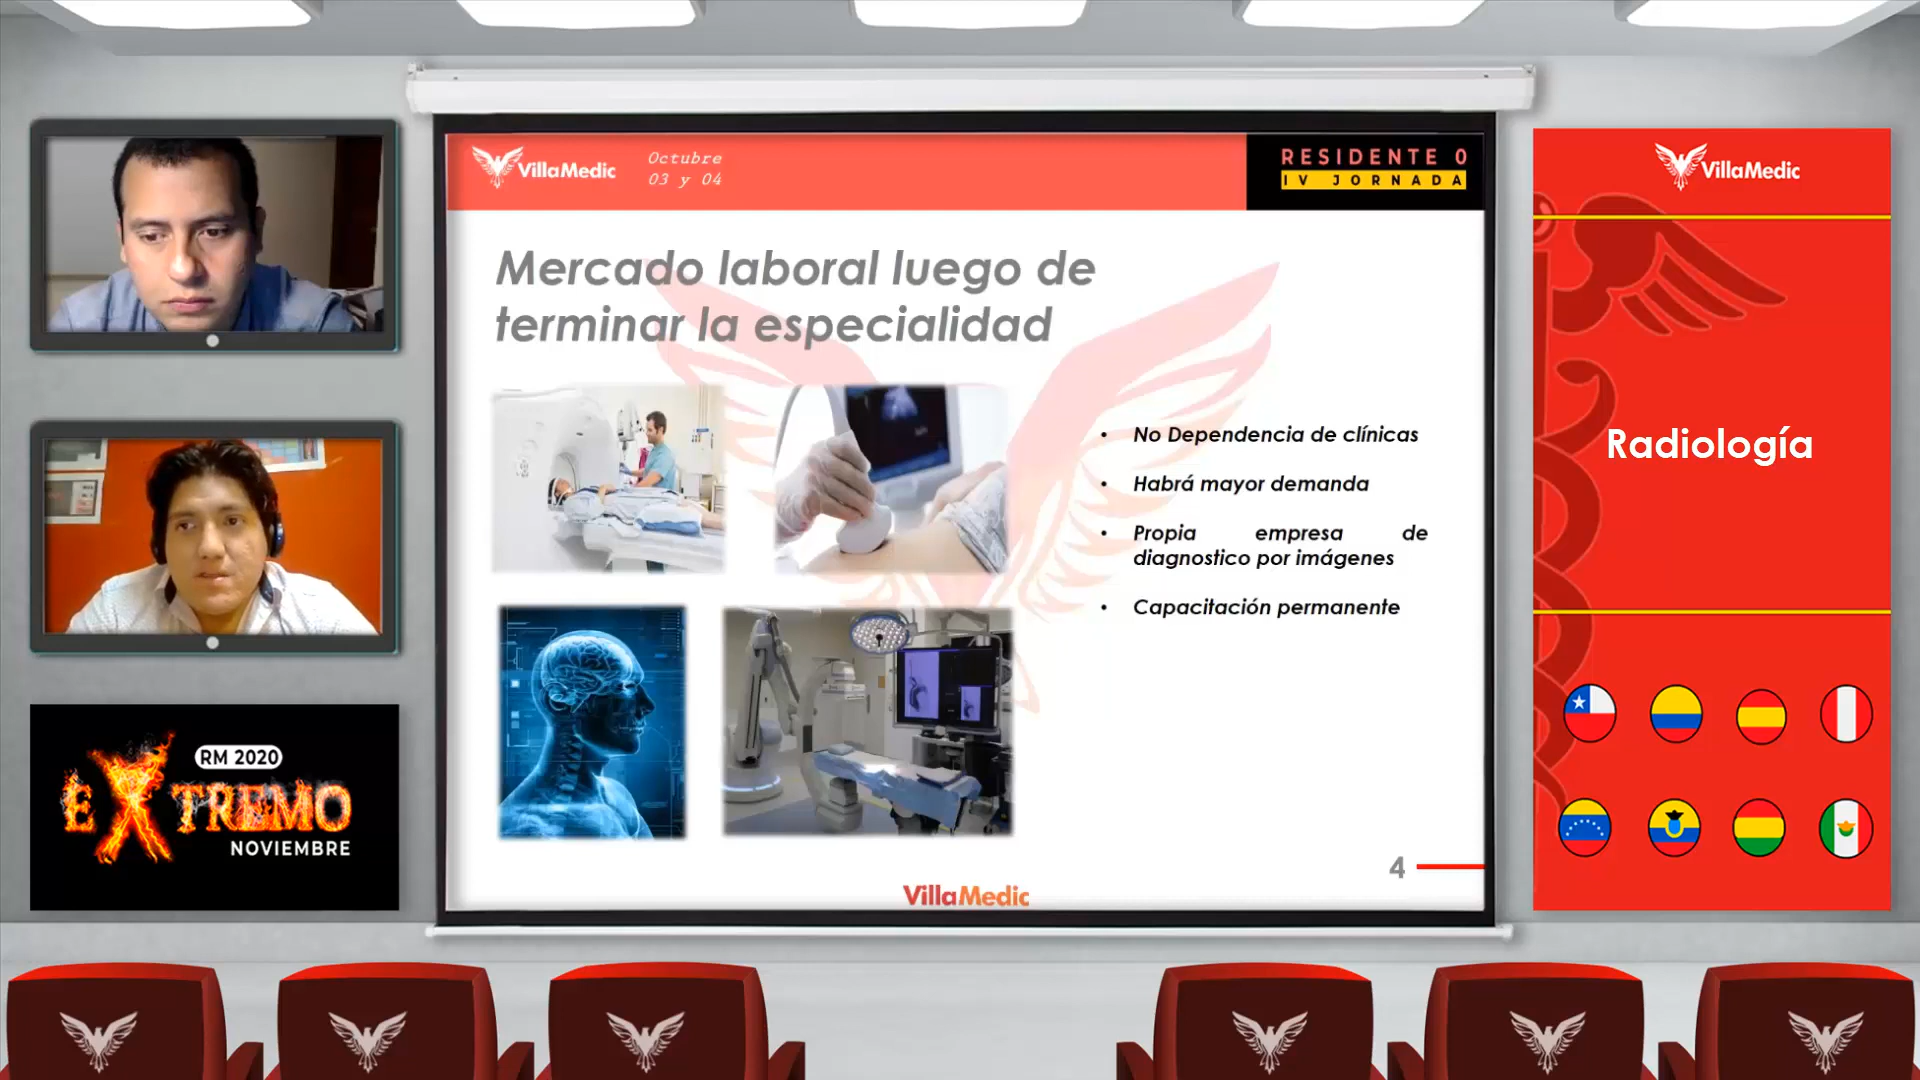 VillaMedic
Octubre
03 y 04
RESIDENTE 0
IV JORNADA
Mercado laboral luego de
terminar la especialidad
• No Dependencia de clínicas
• Habrá mayor demanda
• Propia empresa de
diagnostico por imágenes
• Capacitación permanente
4
VillaMedic
RM 2020
EXTREMO
NOVIEMBRE
VillaMedic
Radiología